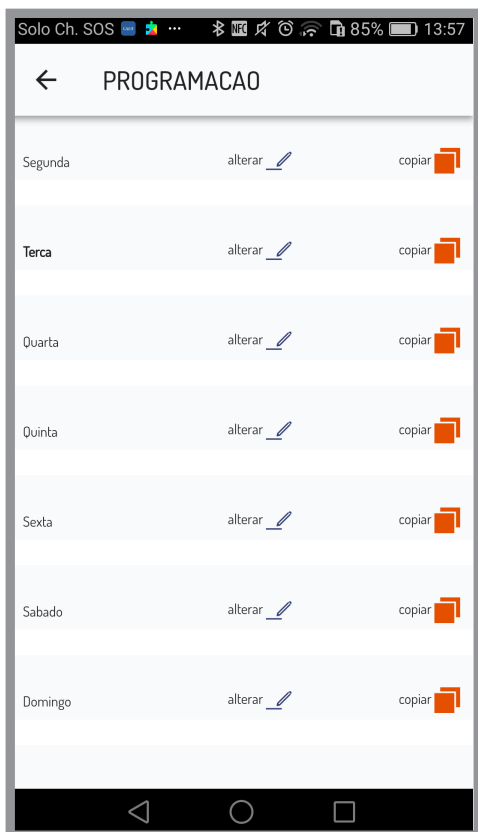 Solo Ch. SOS ... NFC 85% 13:57
PROGRAMACAO
Segunda alterar copiar
Terca alterar copiar
Quarta alterar copiar
Quinta alterar copiar
Sexta alterar copiar
Sabado alterar copiar
Domingo alterar copiar